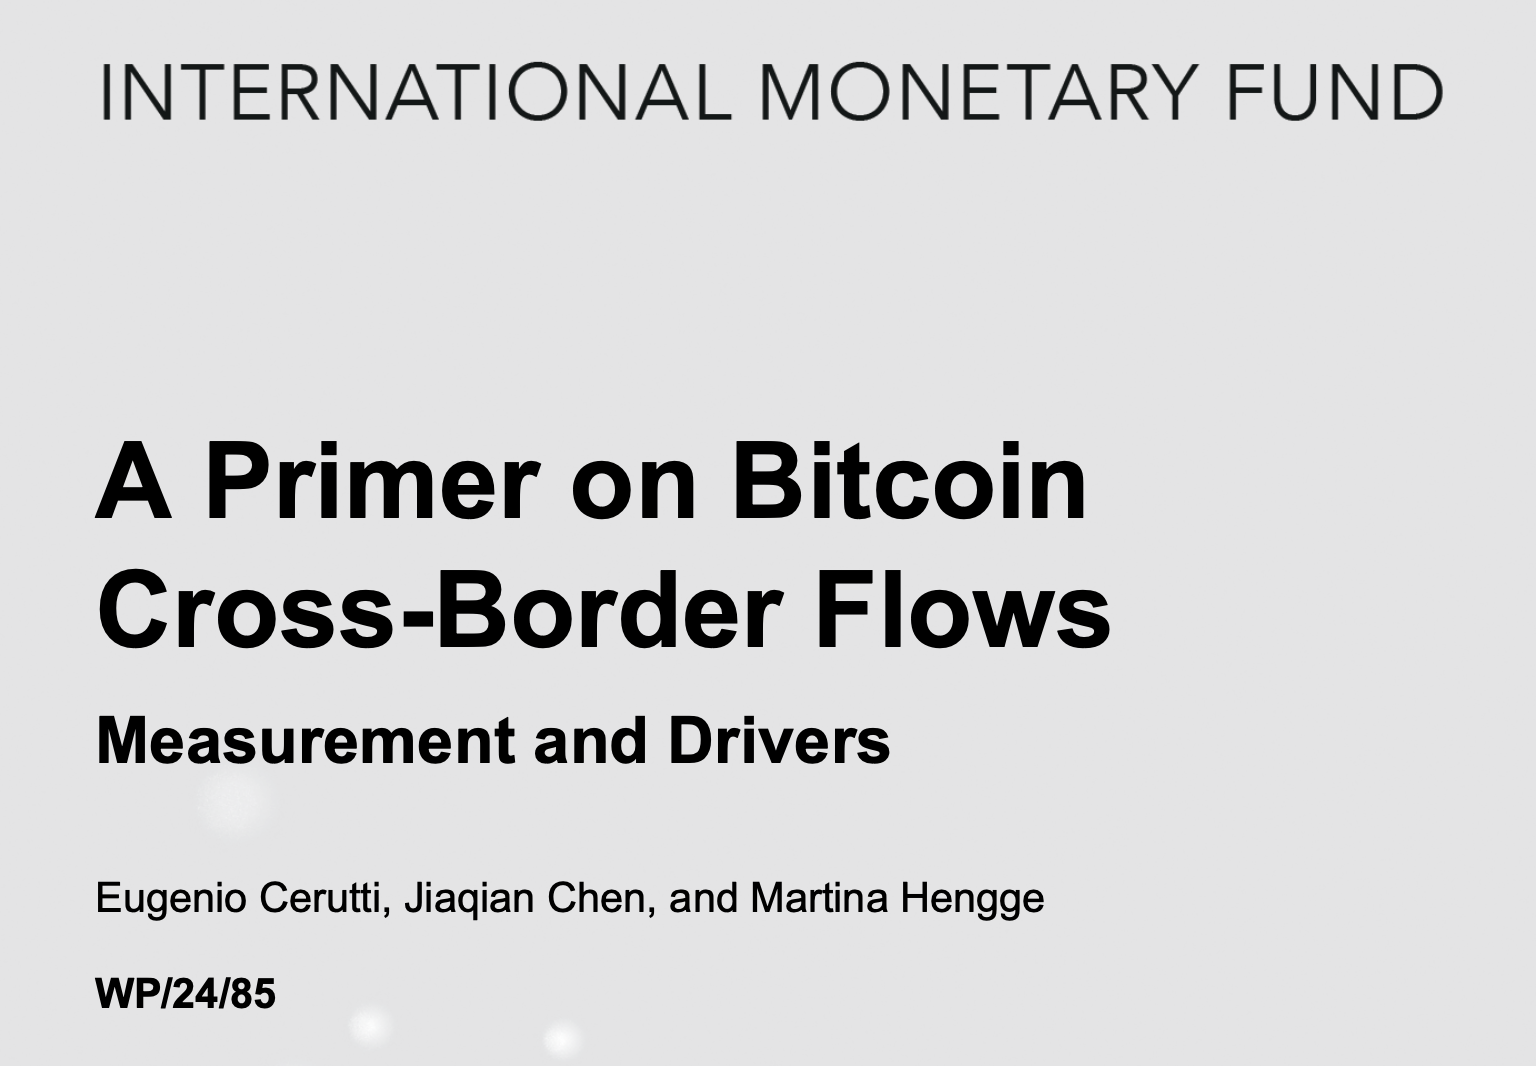 INTERNATIONAL MONETARY FUND
A Primer on Bitcoin
Cross-Border Flows
Measurement and Drivers
Eugenio Cerutti, Jiaqian Chen, and Martina Hengge
WP/24/85